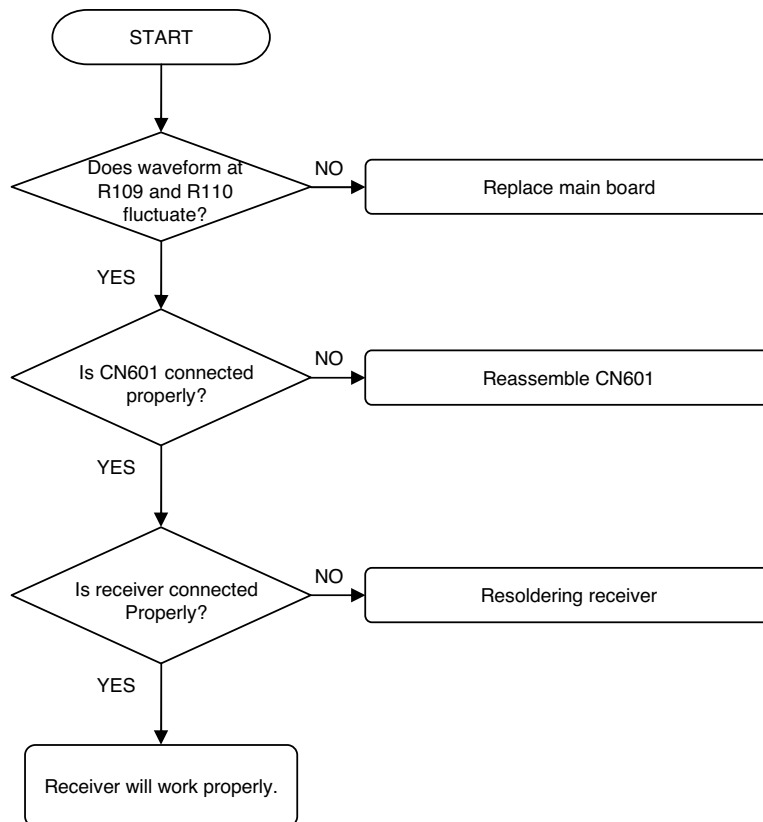 START
Does waveform at
R109 and R110
fluctuate?
NO
Replace main board
YES
Is CN601 connected
properly?
NO
Reassemble CN601
YES
Is receiver connected
Properly?
NO
Resoldering receiver
YES
Receiver will work properly.